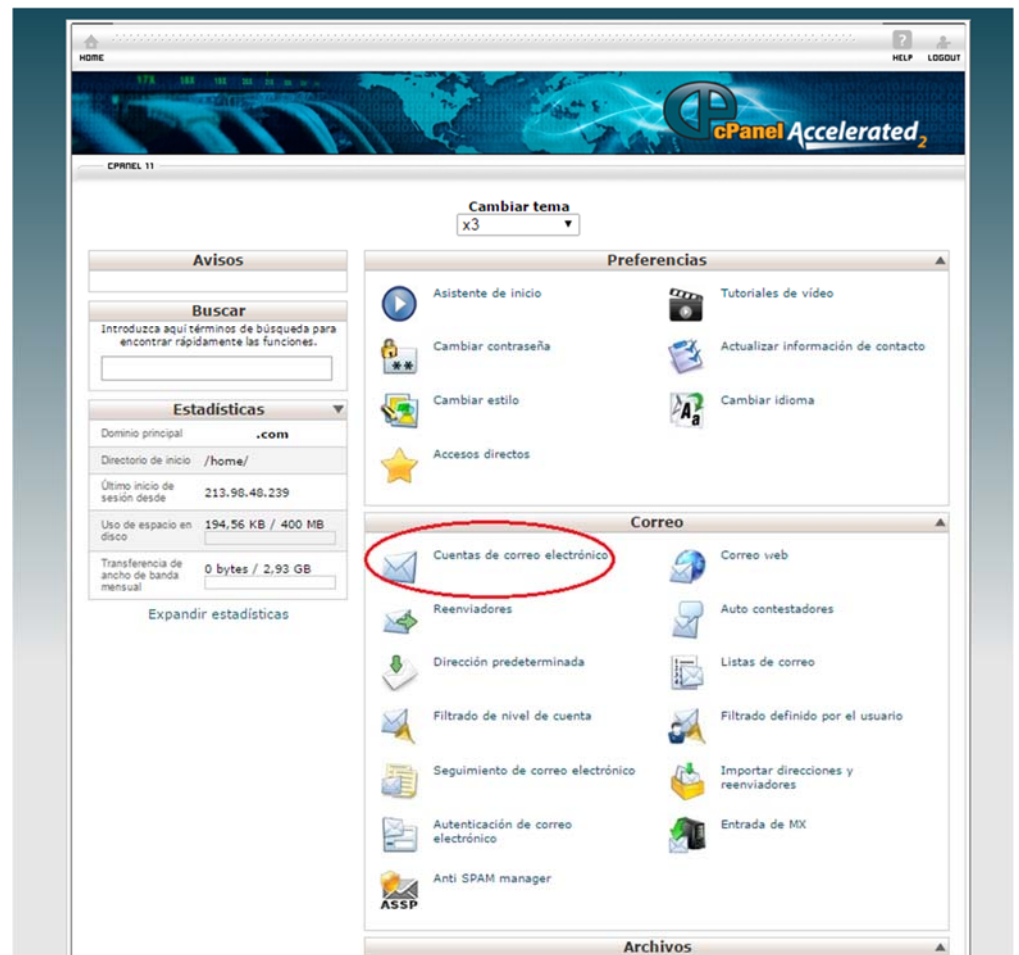 HOME
HELP
LOGOUT
cPanel Accelerated2
CPANEL 11
Cambiar tema
x3
Avisos
Buscar
Introduzca aquí términos de búsqueda para
encontrar rápidamente las funciones.
Estadísticas
Dominio principal .com
Directorio de inicio /home/
Último inicio de
sesión desde
213.98.48.239
Uso de espacio en
disco
194,56 KB / 400 MB
Transferencia de
ancho de banda
mensual
0 bytes / 2,93 GB
Expandir estadísticas
Preferencias
Asistente de inicio
Tutoriales de vídeo
Cambiar contraseña
Actualizar información de contacto
Cambiar estilo
Cambiar idioma
Accesos directos
Correo
Cuentas de correo electrónico
Correo web
Reenviadores
Auto contestadores
Dirección predeterminada
Listas de correo
Filtrado de nivel de cuenta
Filtrado definido por el usuario
Seguimiento de correo electrónico
Importar direcciones y
reenviadores
Autenticación de correo
electrónico
Entrada de MX
Anti SPAM manager
ASSP
Archivos